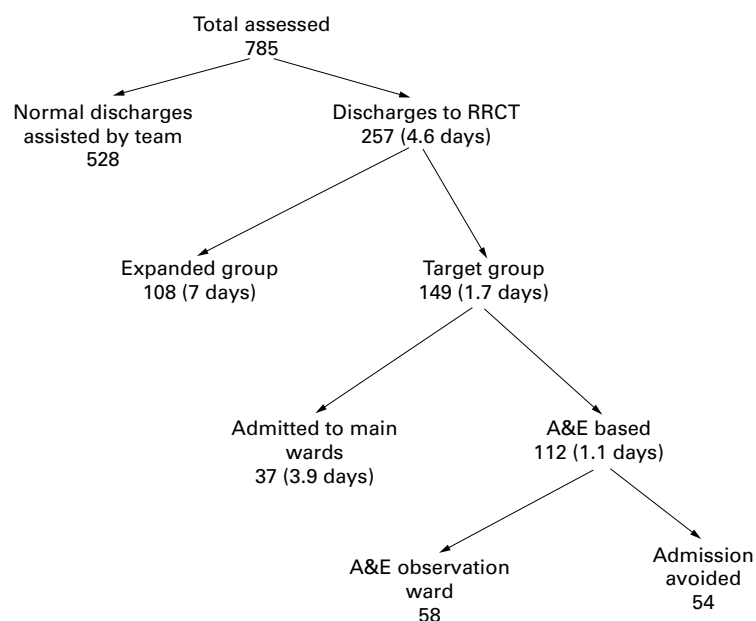 Total assessed
785
Normal discharges
assisted by team
528
Discharges to RRCT
257 (4.6 days)
Expanded group
108 (7 days)
Target group
149 (1.7 days)
Admitted to main
wards
37 (3.9 days)
A&E based
112 (1.1 days)
A&E observation
ward
58
Admission
avoided
54